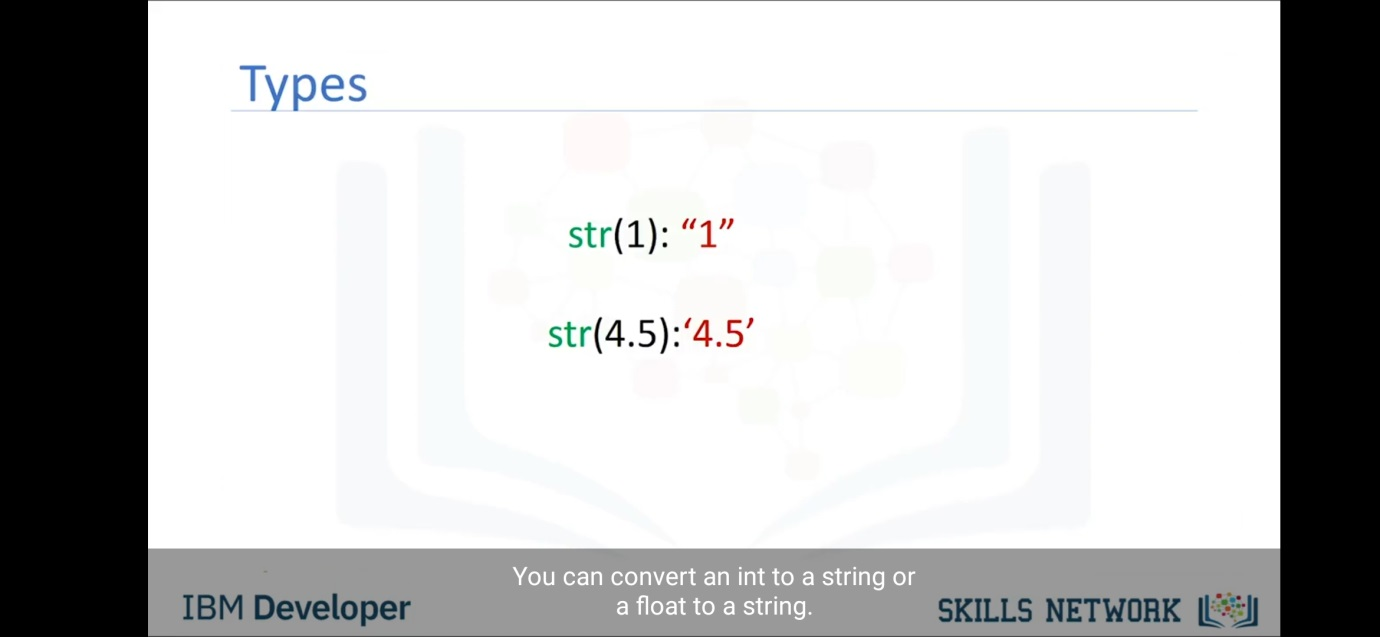 Types
str(1): “1”
str(4.5):‘4.5’
You can convert an int to a string or
a float to a string.
IBM Developer
SKILLS NETWORK